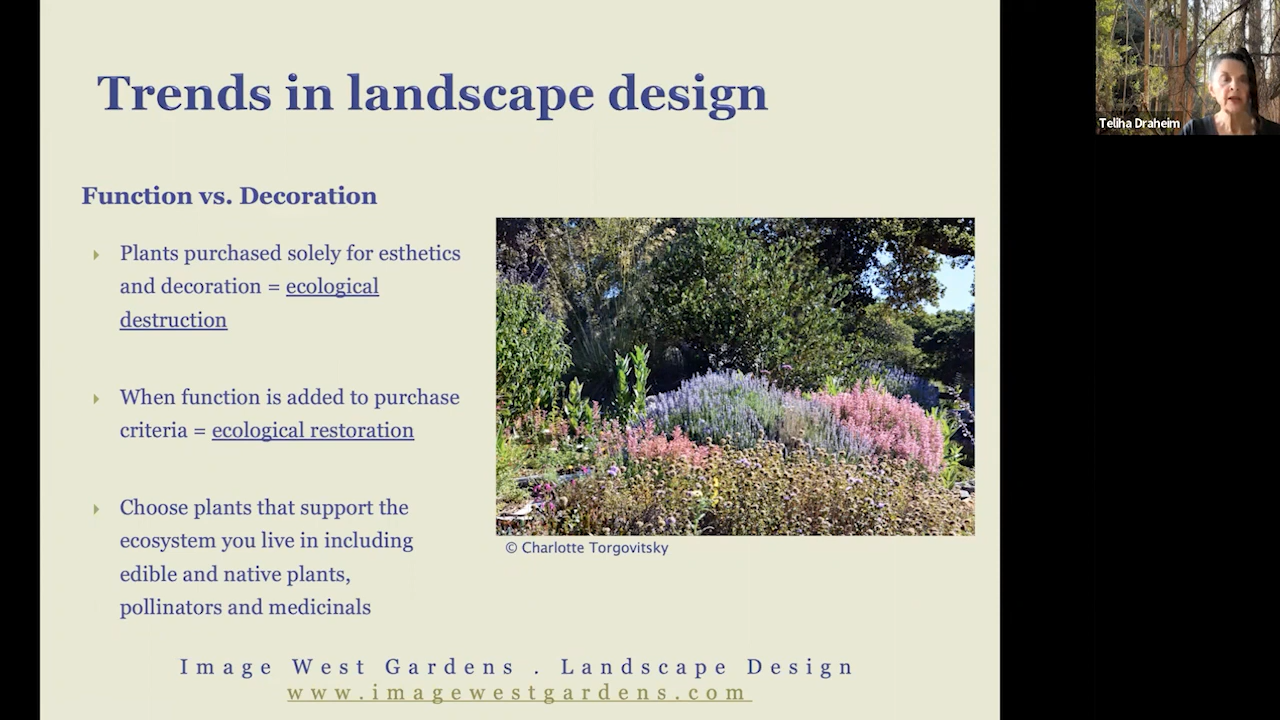 Trends in landscape design
Teliha Draheim
Function vs. Decoration
Plants purchased solely for esthetics
and decoration = ecological
destruction
When function is added to purchase
criteria = ecological restoration
Choose plants that support the
ecosystem you live in including
edible and native plants,
pollinators and medicinals
© Charlotte Torgovitsky
Image West Gardens . Landscape Design
www.imagewestgardens.com